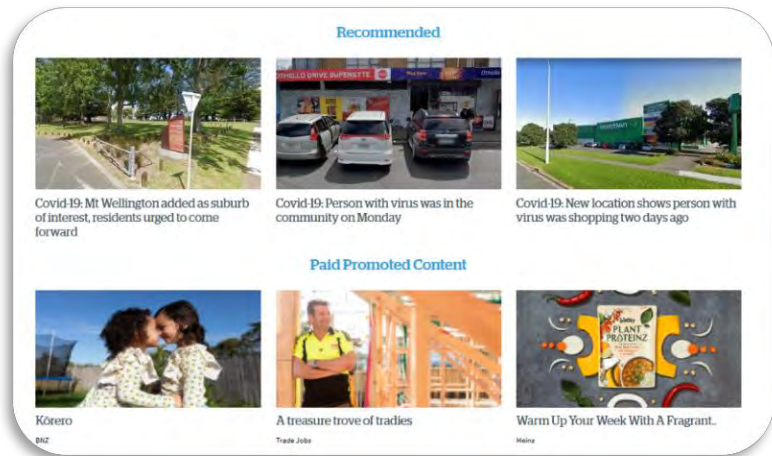 Recommended
OTHELLO DRIVE SUPERETTE
Covid-19: Mt Wellington added as suburb
of interest, residents urged to come
forward
Covid-19: Person with virus was in the
community on Monday
Covid-19: New location shows person with
virus was shopping two days ago
Paid Promoted Content
PLANT
PROTEINZ
Kōrero
BNZ
A treasure trove of tradies
Trade Jobs
Warm Up Your Week With A Fragrant..
Heinz